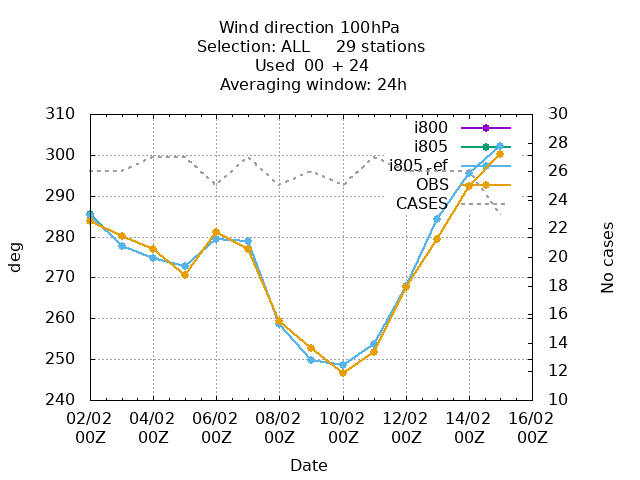 Wind direction 100hPa
Selection: ALL 29 stations
Used 00 + 24
Averaging window: 24h
310
300
290
280
270
260
250
240
30
28
26
24
22
20
18
16
14
12
10
i800
i805
i805_ef
OBS
CASES
deg
No cases
02/02 04/02 06/02 08/02 10/02 12/02 14/02 16/02
00Z 00Z 00Z 00Z 00Z 00Z 00Z 00Z
Date